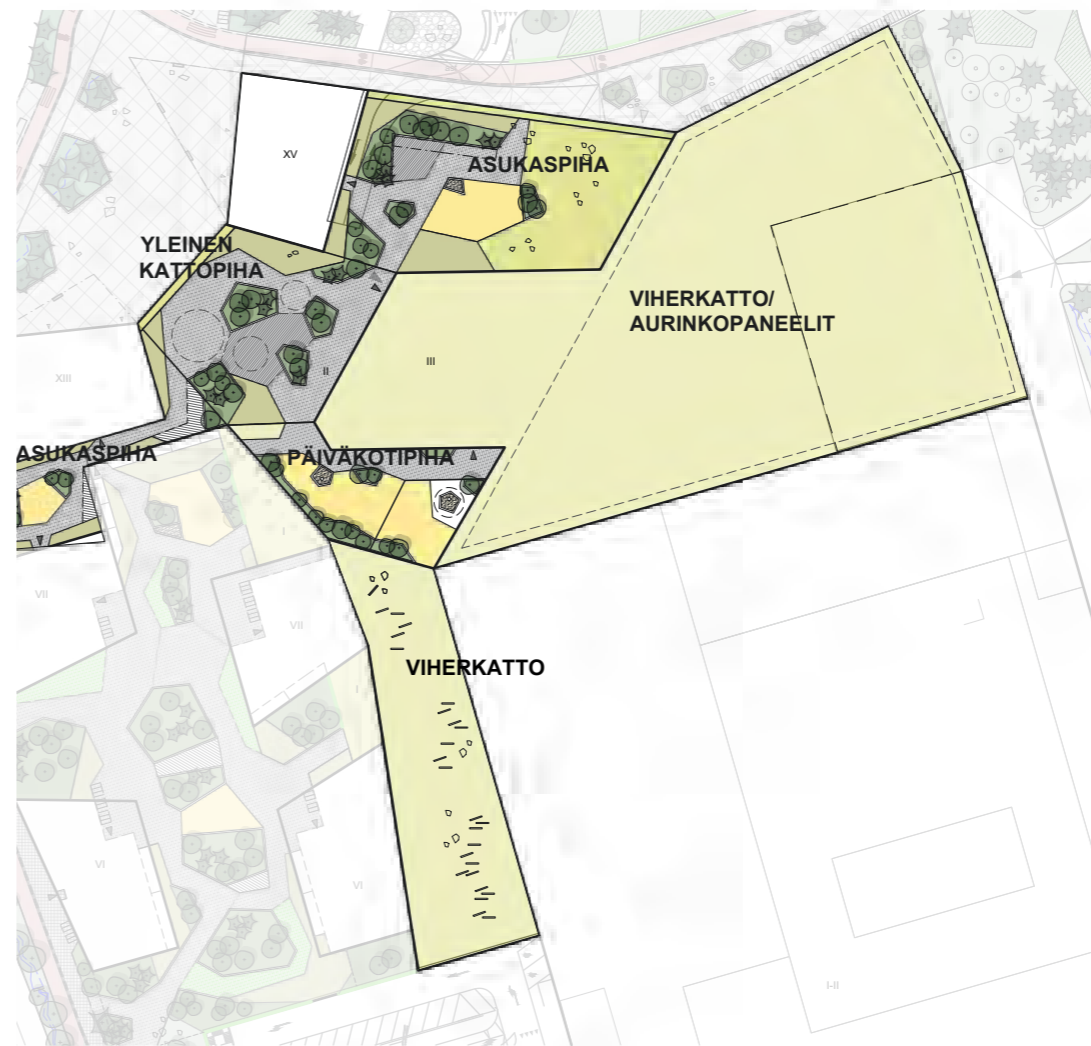 XV
ASUKASPIHA
YLEINEN
KATTOPIHA
VIHERKATTO/
AURINKOPANEELIT
III
II
XIII
ASUKASPIHA
PÄIVÄKOTIPIHA
I
VII
VII
VIHERKATTO
VI
VI
I-II